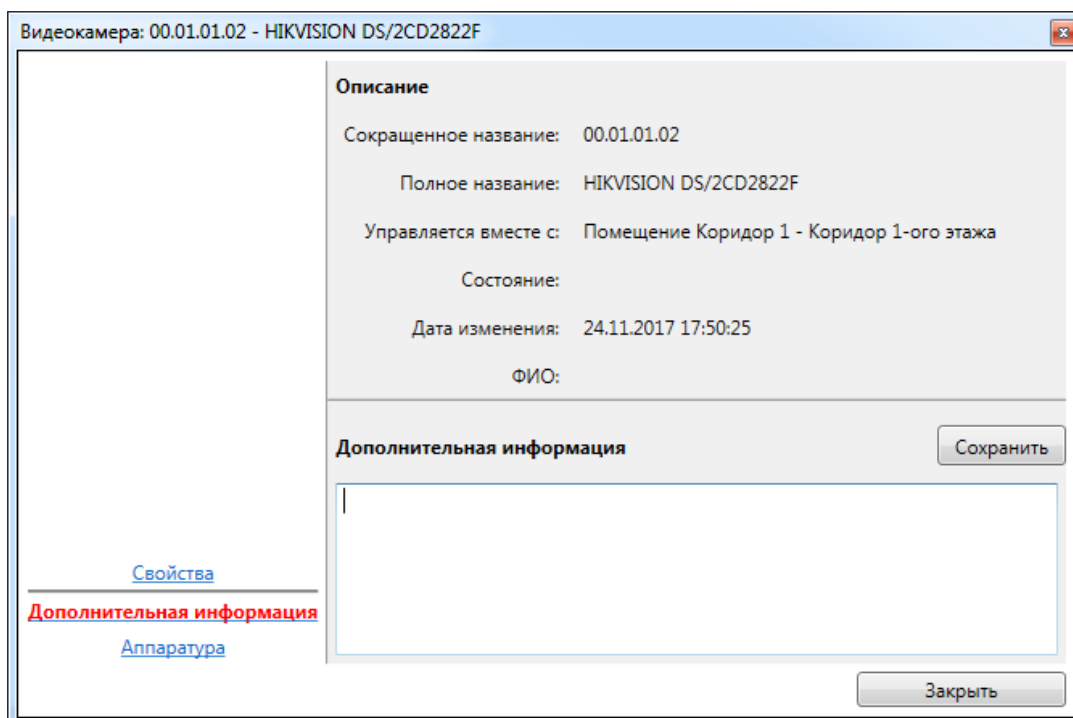 Видеокамера: 00.01.01.02 - HIKVISION DS/2CD2822F
Описание
Сокращенное название: 00.01.01.02
Полное название: HIKVISION DS/2CD2822F
Управляется вместе с: Помещение Коридор 1 - Коридор 1-ого этажа
Состояние:
Дата изменения: 24.11.2017 17:50:25
ФИО:
Дополнительная информация Сохранить
Свойства
Дополнительная информация
Аппаратура
Закрыть